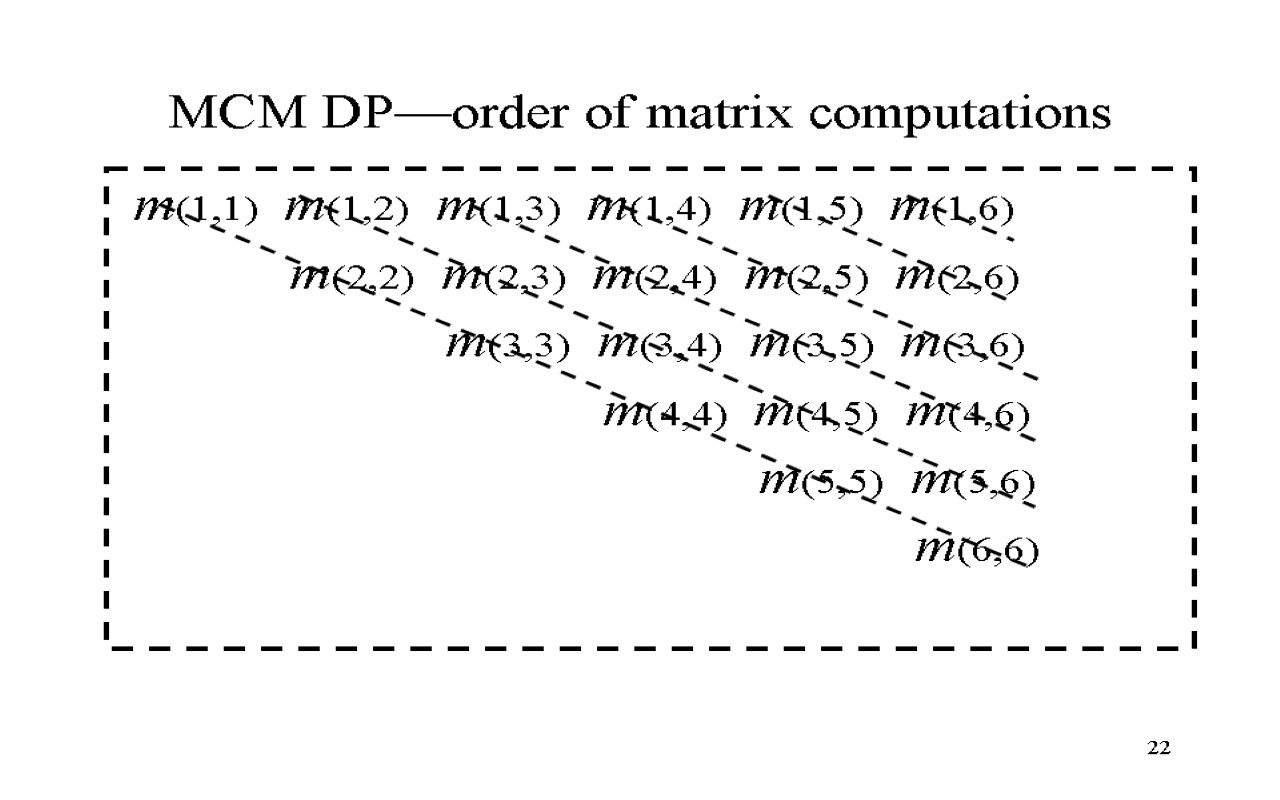 MCM DP—order of matrix computations
m(1,1) m(1,2) m(1,3) m(1,4) m(1,5) m(1,6)
m(2,2) m(2,3) m(2,4) m(2,5) m(2,6)
m(3,3) m(3,4) m(3,5) m(3,6)
m(4,4) m(4,5) m(4,6)
m(5,5) m(5,6)
m(6,6)
22